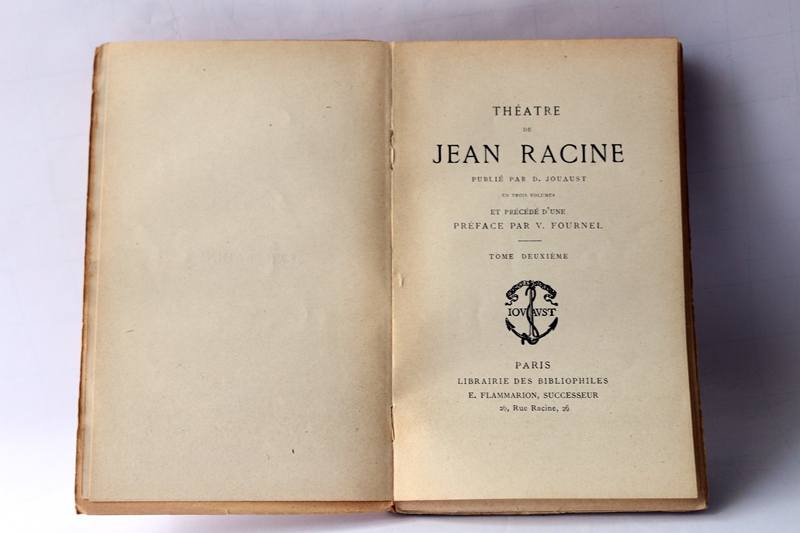 THÉATRE
DE
JEAN RACINE
PUBLIÉ PAR D. JOUAUST
EN TROIS VOLUMES
ET PRÉCÉDÉ D'UNE
PRÉFACE PAR V. FOURNEL
TOME DEUXIÈME
IOVAVST
PARIS
LIBRAIRIE DES BIBLIOPHILES
E. FLAMMARION, SUCCESSEUR
26, Rue Racine, 26